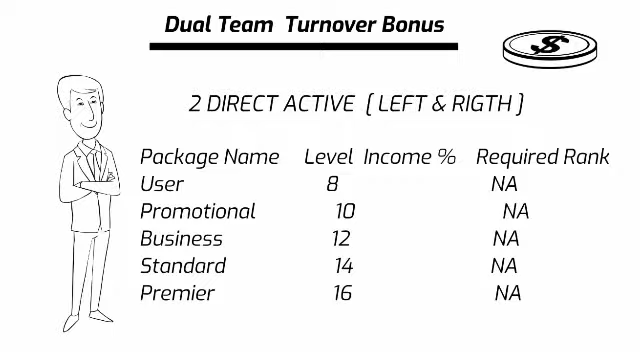 Dual Team Turnover Bonus
$
2 DIRECT ACTIVE ( LEFT & RIGTH )
Package Name Level Income % Required Rank
User 8 NA
Promotional 10 NA
Business 12 NA
Standard 14 NA
Premier 16 NA